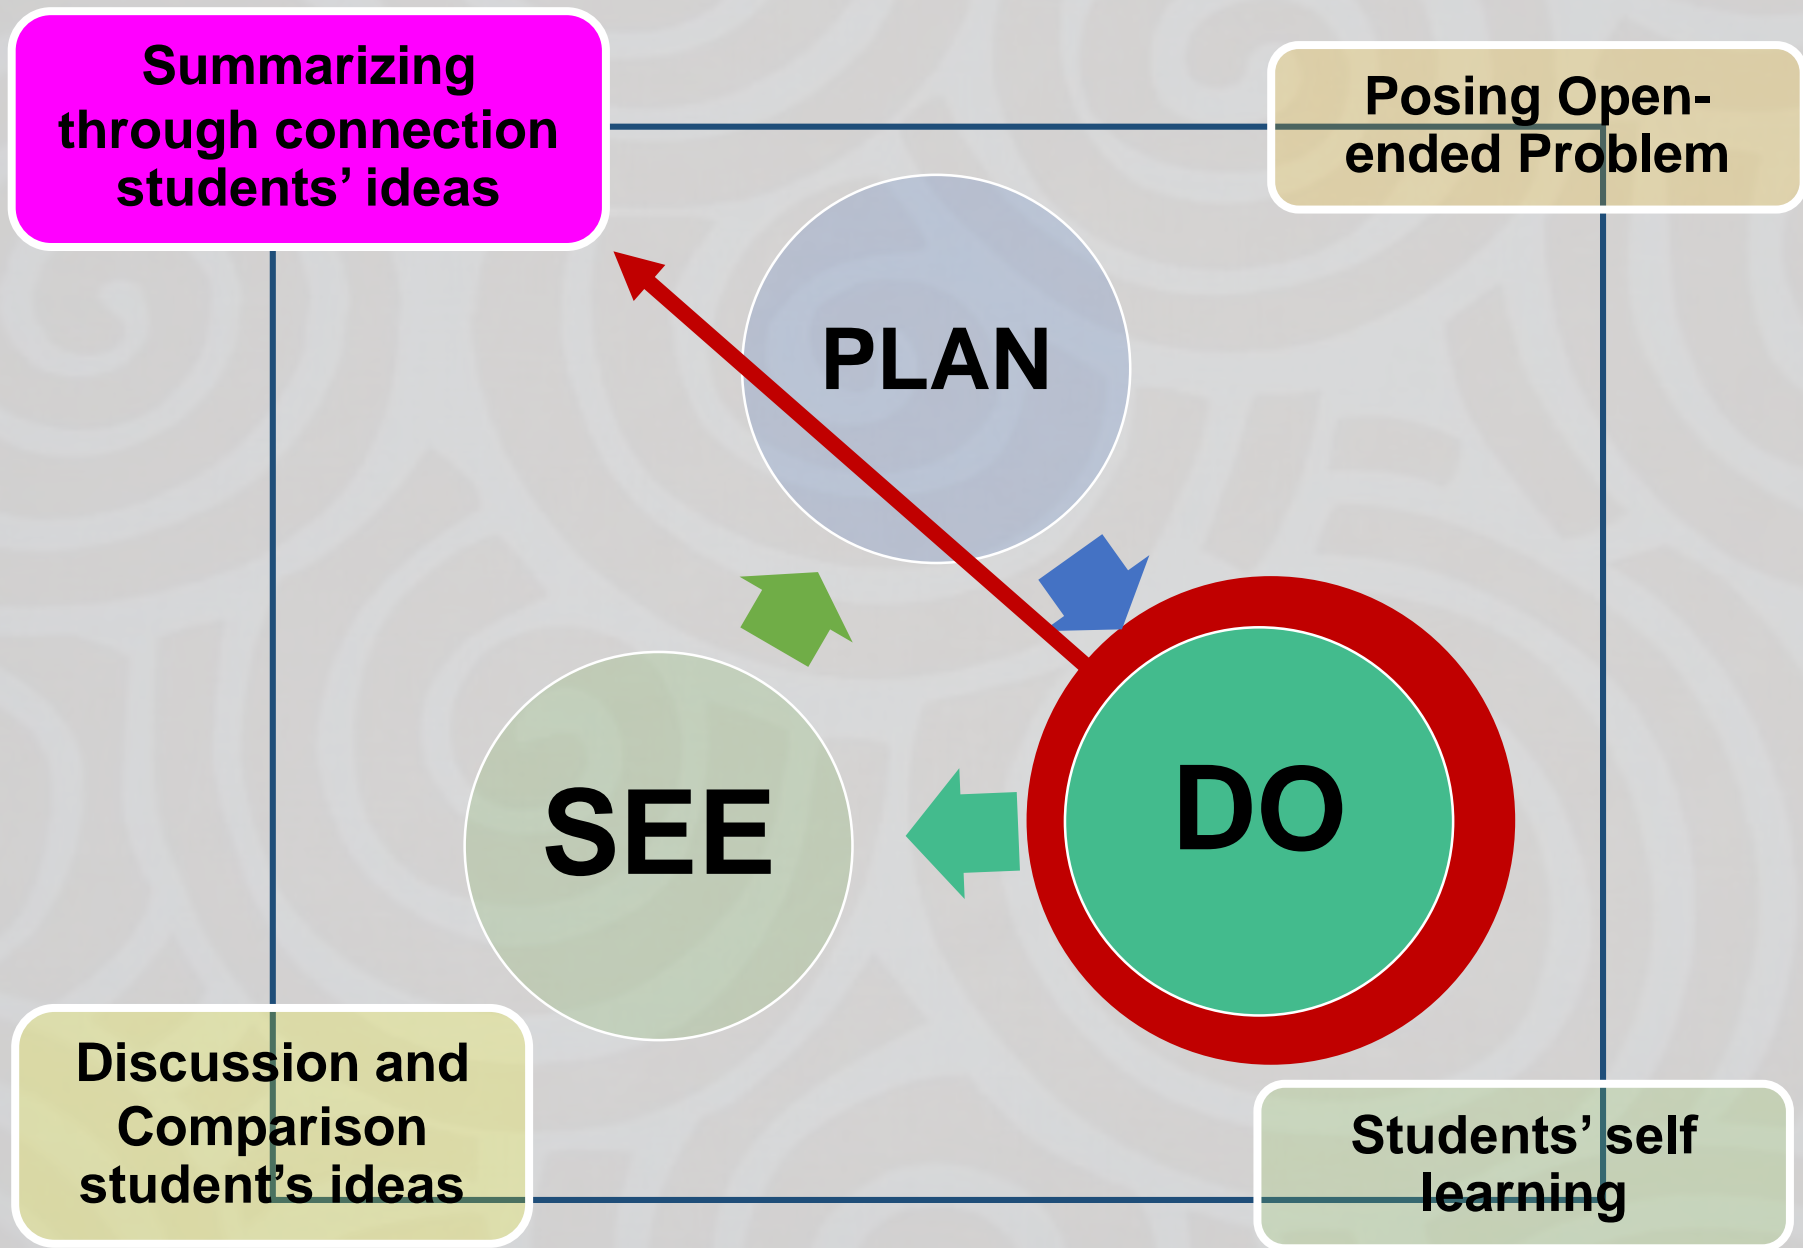 Summarizing
through connection
students’ ideas
Posing Open-
ended Problem
PLAN
DO
SEE
Discussion and
Comparison
student’s ideas
Students’ self
learning